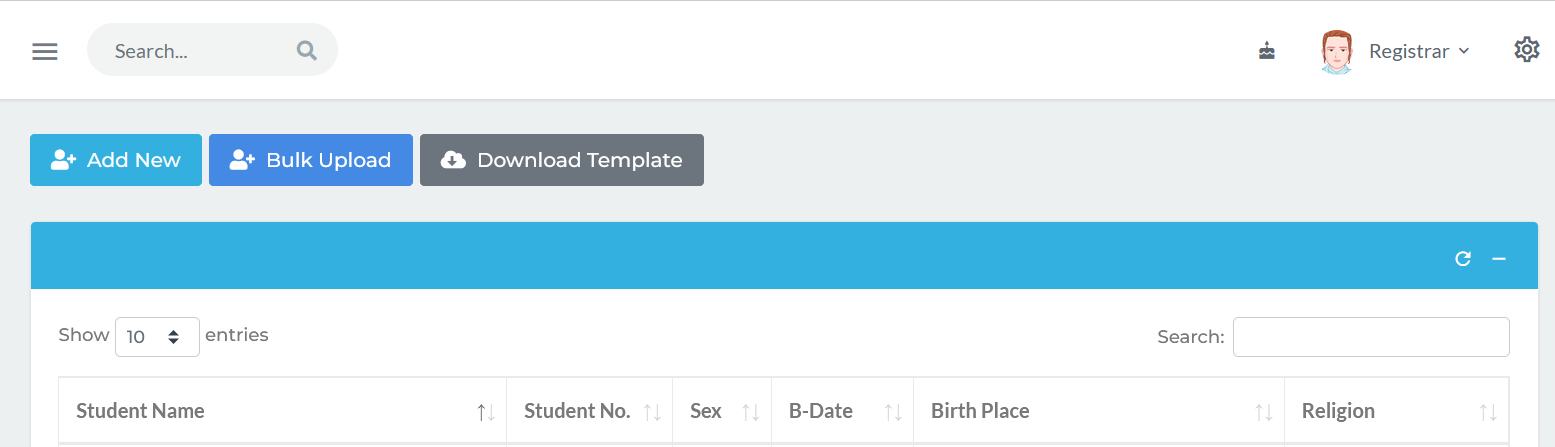 Search... Registrar
Add New Bulk Upload Download Template
Show 10 entries Search:
Student Name Student No. Sex B-Date Birth Place Religion